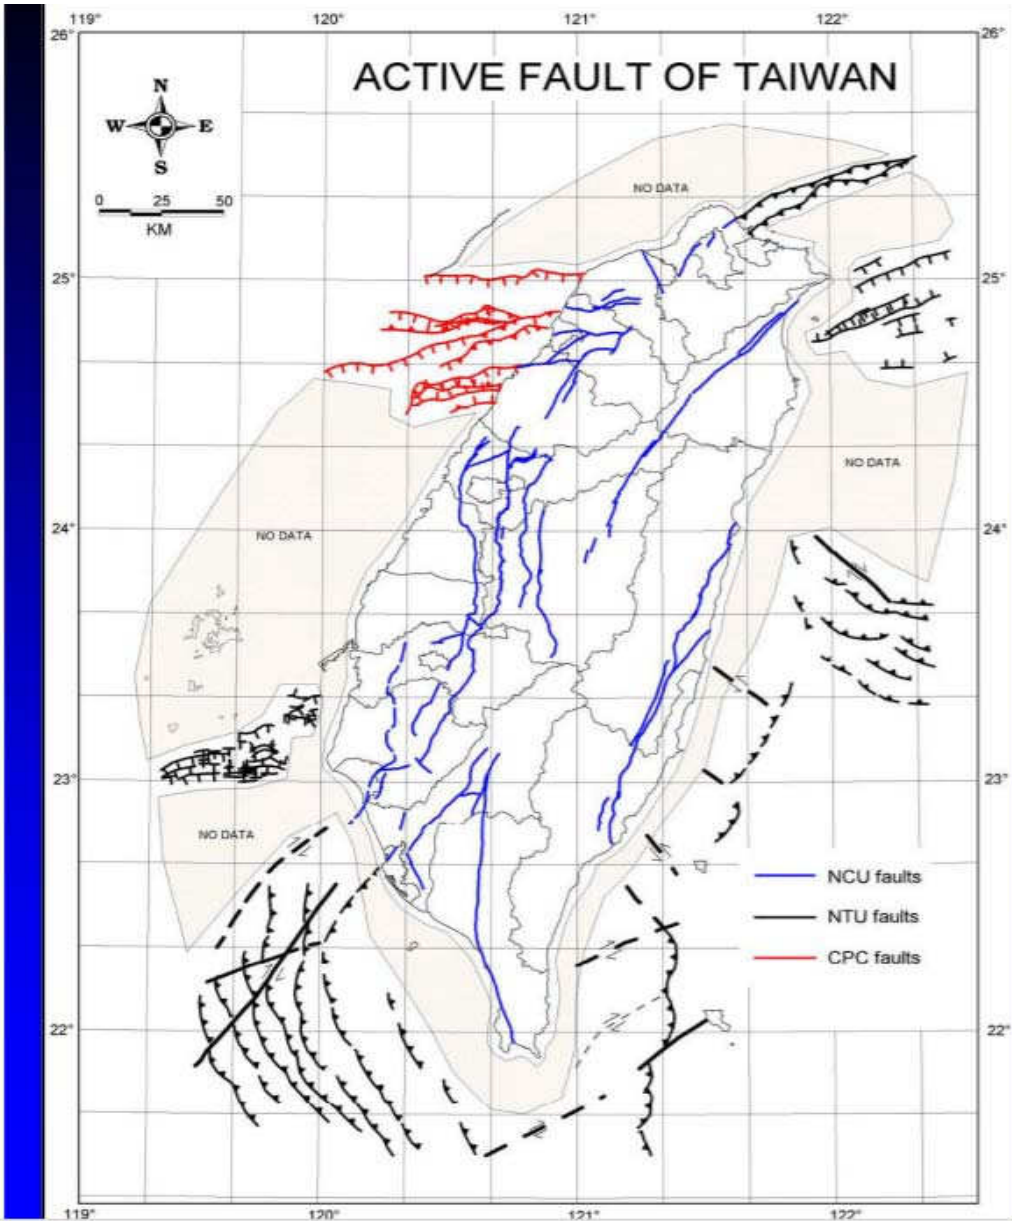 119° 120° 121° 122°
26° 26°
ACTIVE FAULT OF TAIWAN
N
W E
S
0 25 50
KM
NO DATA
25° 25°
NO DATA
NO DATA
24° 24°
23° 23°
NO DATA
NCU faults
NTU faults
CPC faults
22° 22°
119° 120° 121° 122°